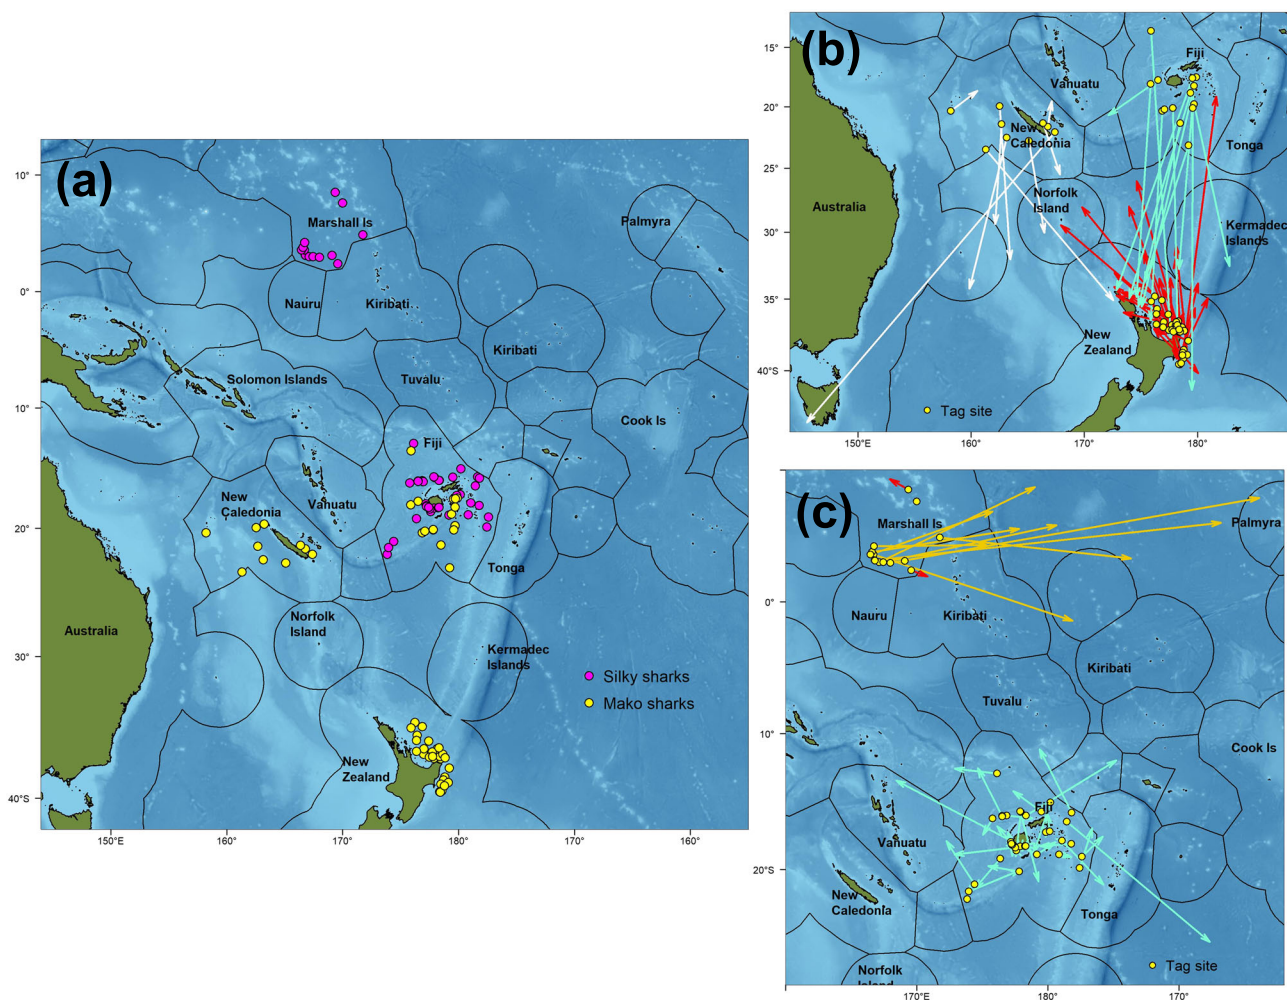 (a)
10°
0°
10°
20°
30°
40°S
150°E
160°
170°
180°
170°
160°
Marshall Is
Palmyra
Nauru
Kiribati
Kiribati
Solomon Islands
Tuvalu
Cook Is
Fiji
New
Caledonia
Vanuatu
Tonga
Norfolk
Island
Australia
Kermadec
Islands
Silky sharks
Mako sharks
New
Zealand
(b)
15°
20°
25°
30°
35°
40°S
150°E
160°
170°
180°
Fiji
Vanuatu
New
Caledonia
Tonga
Norfolk
Island
Australia
Kermadec
Islands
New
Zealand
Tag site
(c)
0°
10°
20°S
170°E
180°
170°
Marshall Is
Palmyra
Nauru
Kiribati
Kiribati
Tuvalu
Cook Is
Fiji
Vanuatu
New
Caledonia
Tonga
Norfolk
Island
Tag site